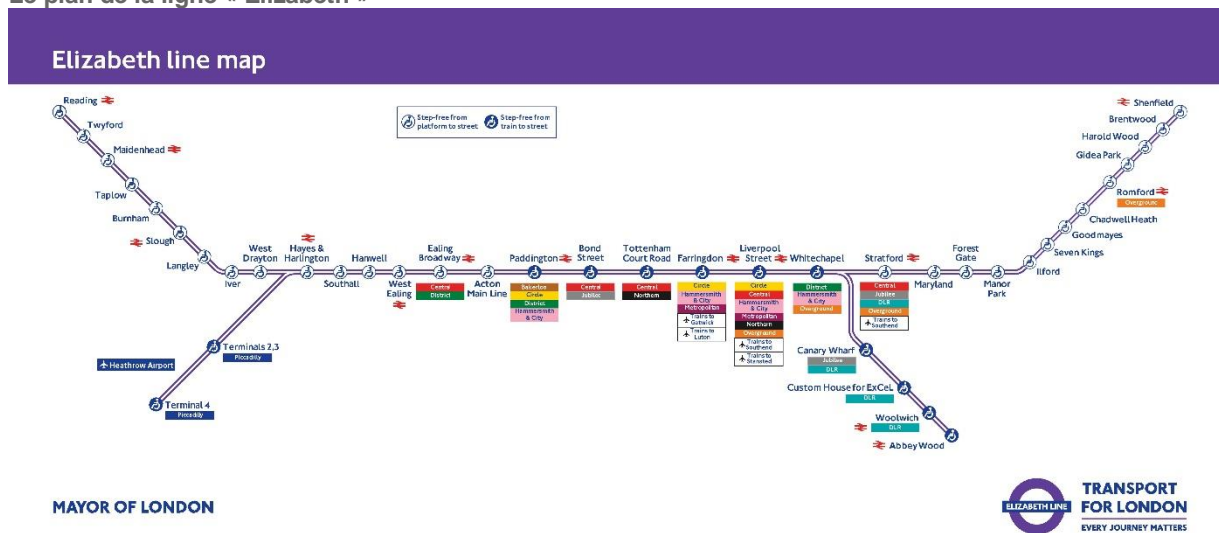 Le plan de la ligne « Elizabeth »
Elizabeth line map
Step-free from
platform to street
Step-free from
train to street
Reading
Twyford
Maidenhead
Taplow
Burnham
Slough
Langley
Iver
West
Drayton
Hayes &
Harlington
Southall
Hanwell
West
Ealing
Ealing
Broadway
Central
District
Acton
Main Line
Paddington
Bakerloo
Circle
District
Hammersmith
& City
Bond
Street
Central
Jubilee
Tottenham
Court Road
Central
Northern
Farringdon
Circle
Hammersmith
& City
Metropolitan
Trains to
Gatwick
Trains to
Luton
Liverpool
Street
Circle
Central
Hammersmith
& City
Metropolitan
Northern
Overground
Trains to
Southend
Trains to
Stansted
Whitechapel
District
Hammersmith
& City
Overground
Stratford
Central
Jubilee
DLR
Overground
Trains to
Southend
Maryland
Forest
Gate
Manor
Park
Ilford
Seven Kings
Goodmayes
Chadwell Heath
Romford
Overground
Gidea Park
Harold Wood
Brentwood
Shenfield
Heathrow Airport
Terminals 2,3
Piccadilly
Terminal 4
Piccadilly
Canary Wharf
Jubilee
DLR
Custom House for ExCeL
DLR
Woolwich
DLR
Abbey Wood
MAYOR OF LONDON
ELIZABETH LINE
TRANSPORT
FOR LONDON
EVERY JOURNEY MATTERS